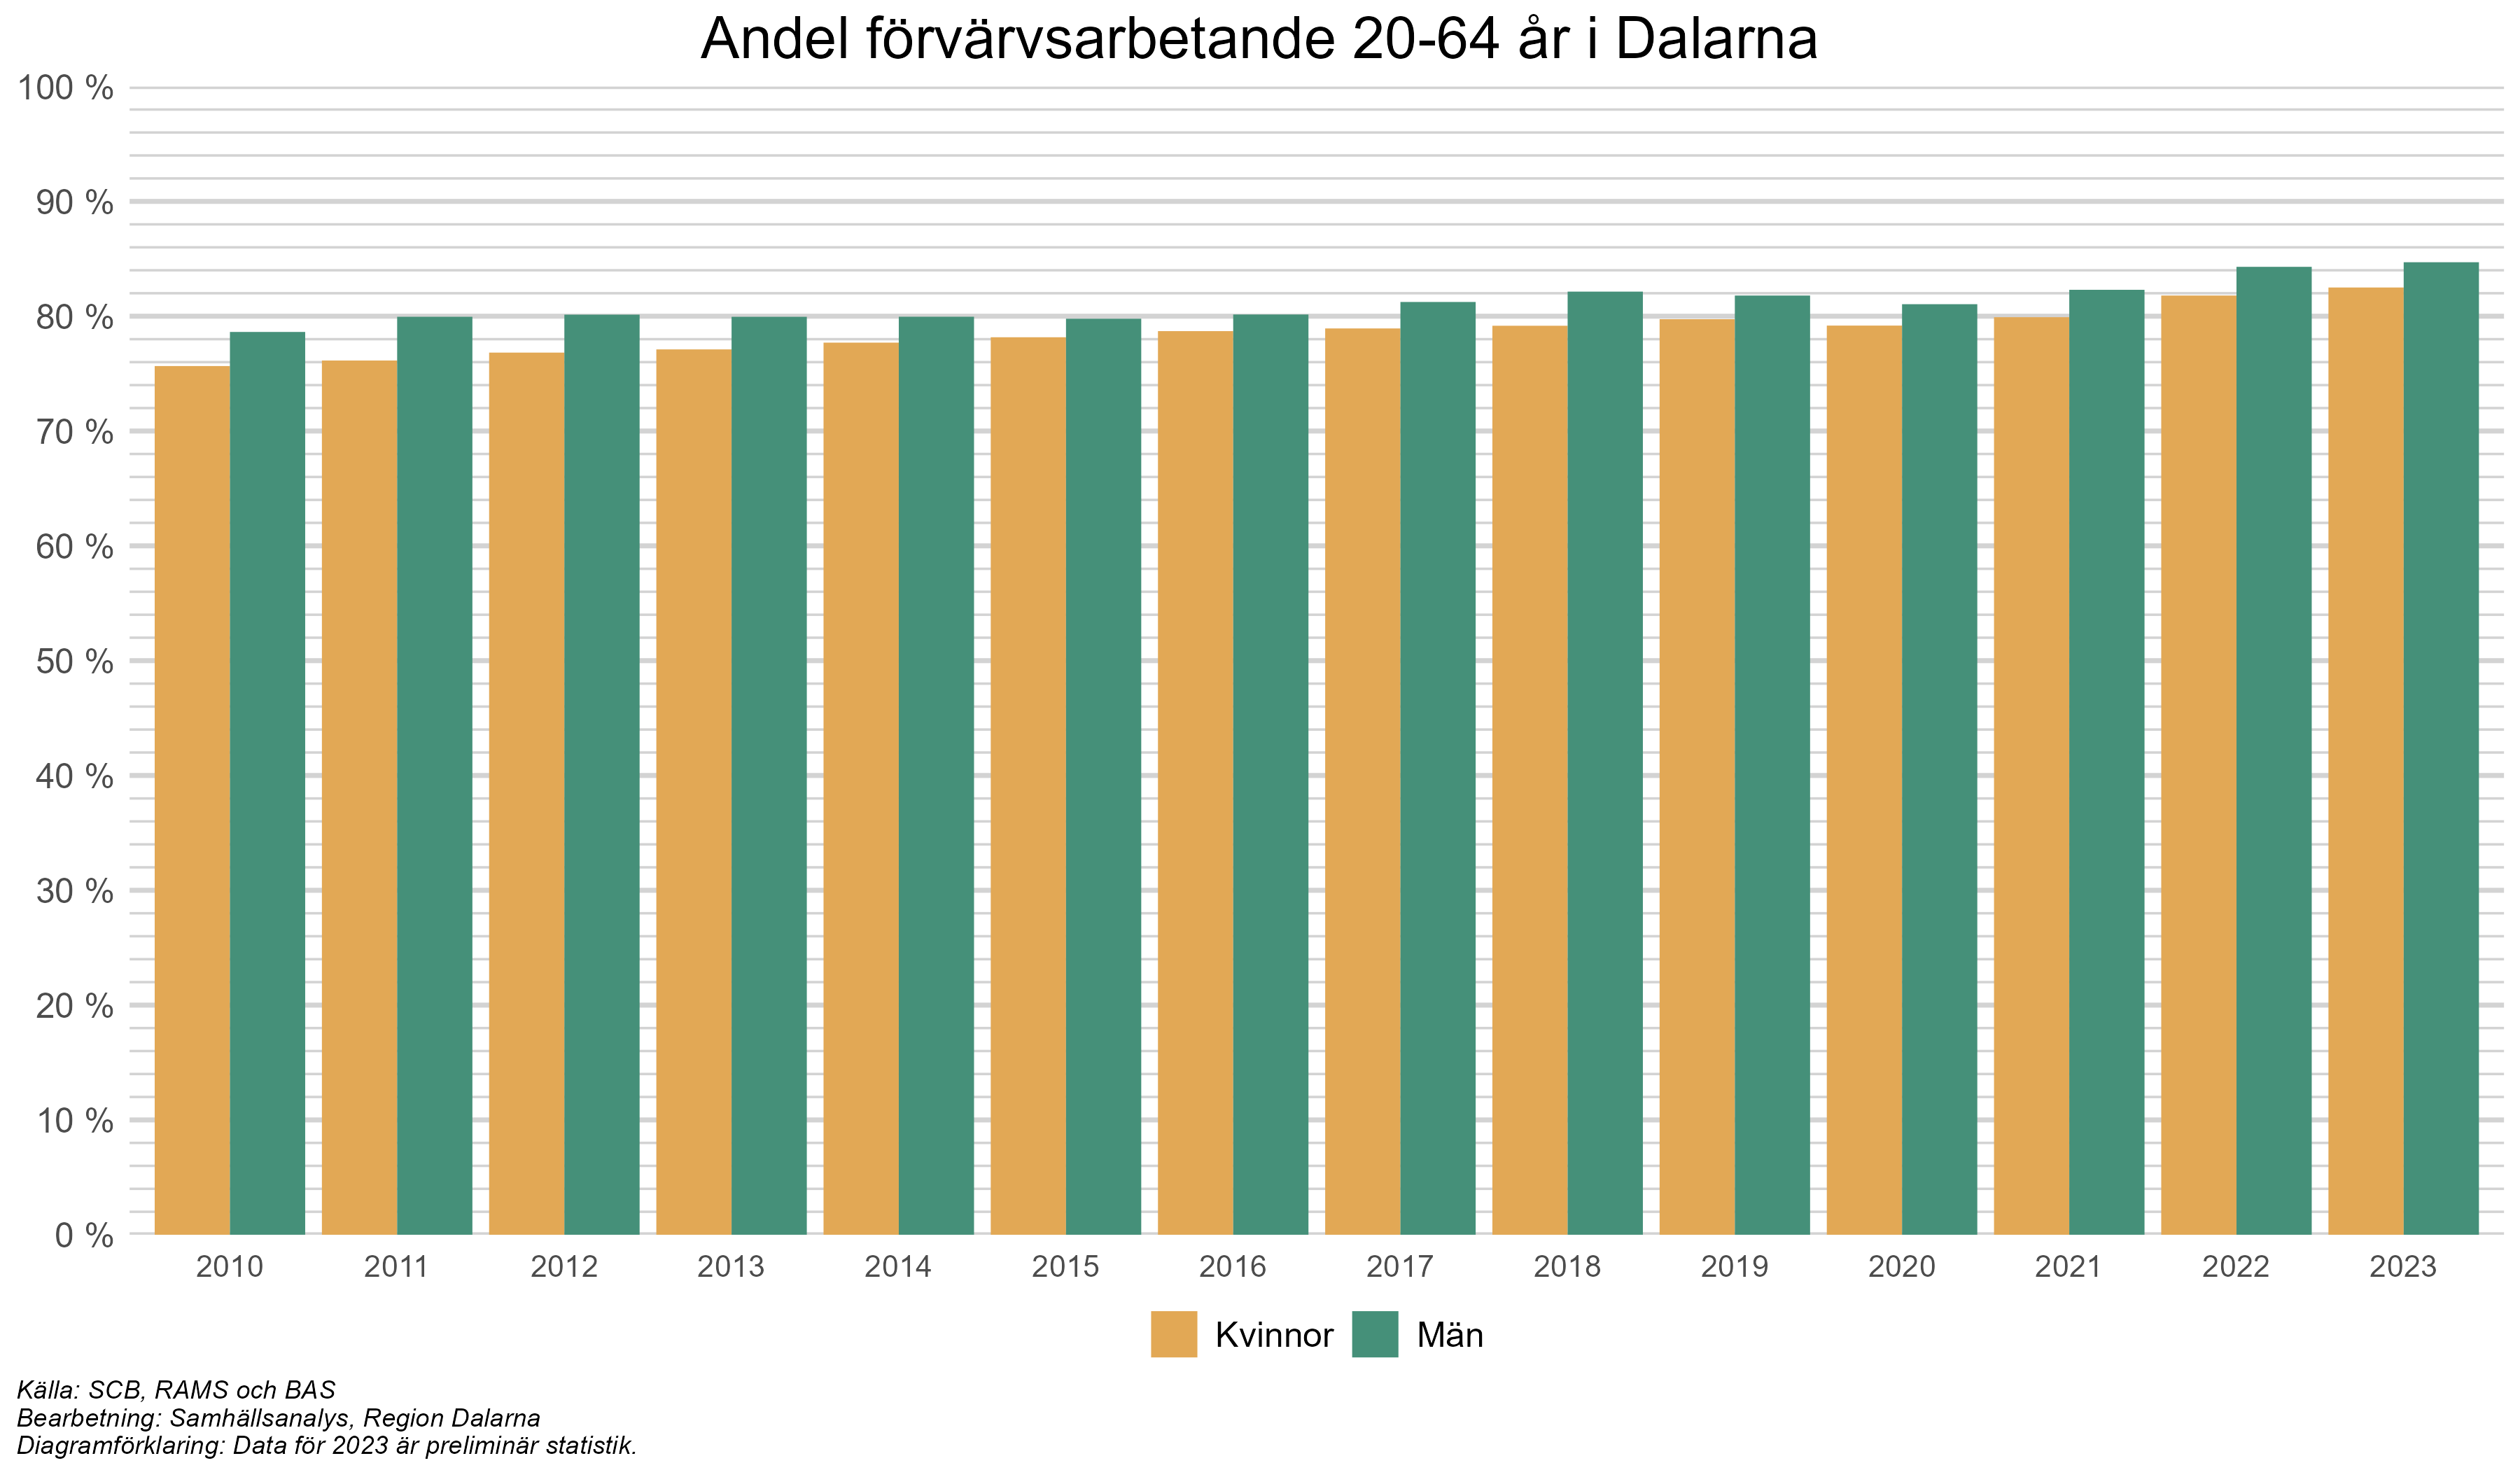 Andel förvärvsarbetande 20-64 år i Dalarna
100 %
90 %
80 %
70 %
60 %
50 %
40 %
30 %
20 %
10 %
0 %
2010 2011 2012 2013 2014 2015 2016 2017 2018 2019 2020 2021 2022 2023
Kvinnor Män
Källa: SCB, RAMS och BAS
Bearbetning: Samhällsanalys, Region Dalarna
Diagramförklaring: Data för 2023 är preliminär statistik.